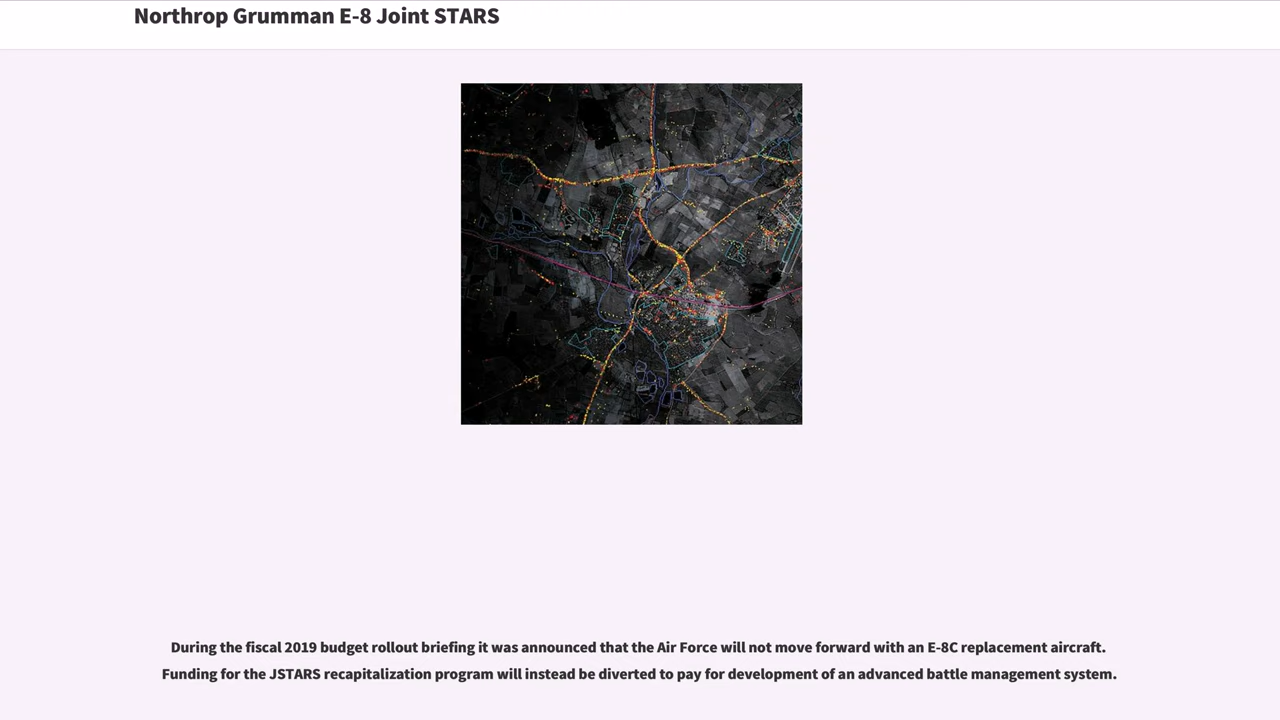 Northrop Grumman E-8 Joint STARS
During the fiscal 2019 budget rollout briefing it was announced that the Air Force will not move forward with an E-8C replacement aircraft.
Funding for the JSTARS recapitalization program will instead be diverted to pay for development of an advanced battle management system.